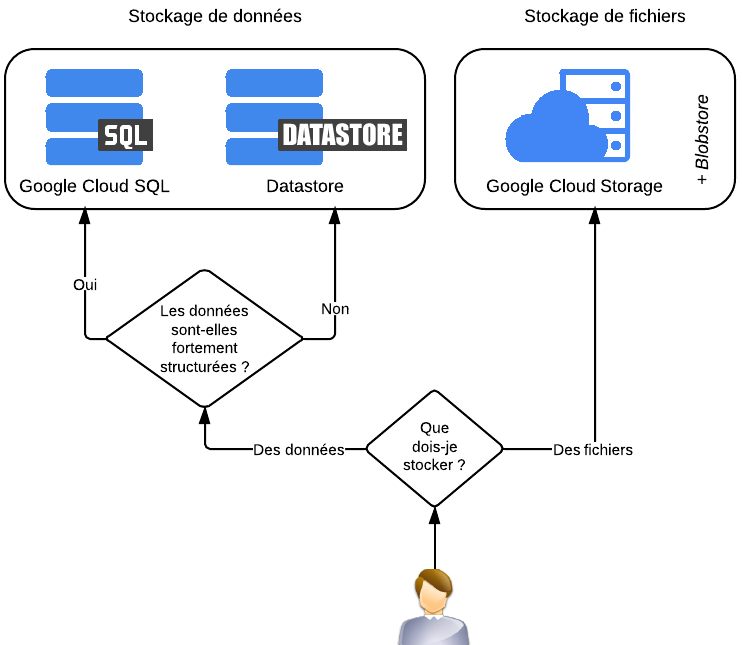 Stockage de données
Stockage de fichiers
SQL
DATASTORE
+ Blobstore
Google Cloud SQL
Datastore
Google Cloud Storage
Oui
Non
Les données
sont-elles
fortement
structurées ?
Que
dois-je
stocker ?
Des données
Des fichiers